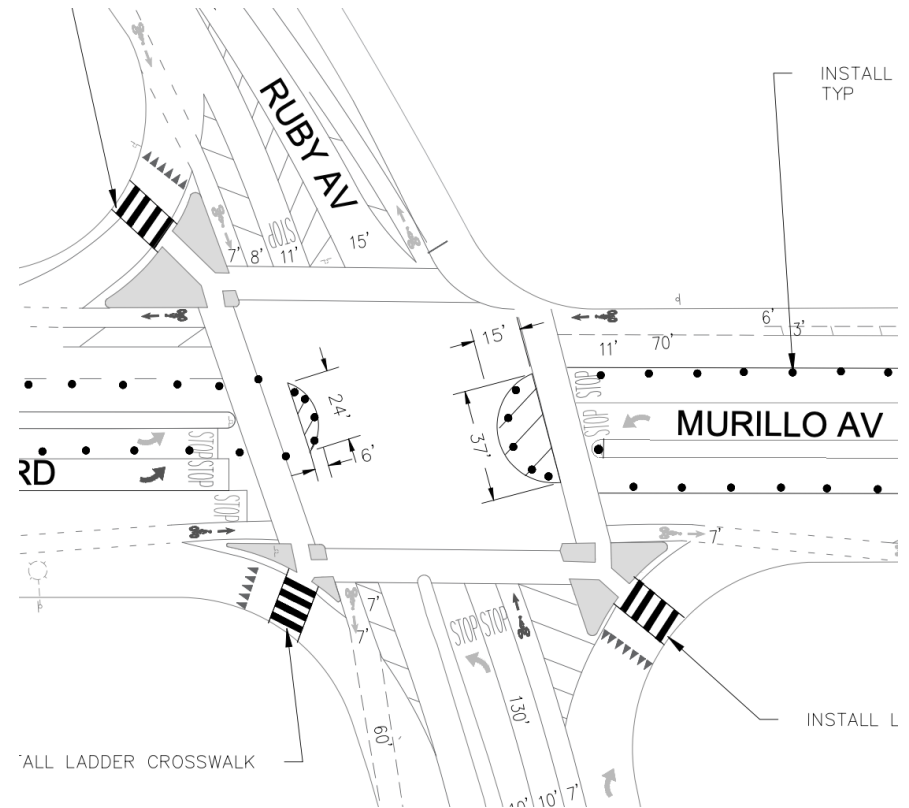 INSTALL
TYP
RUBY AV
STOP
7'
8'
11'
15'
6'
3'
15'
11'
70'
STOP
STOP
MURILLO AV
24'
37'
6'
STOP
STOP
RD
STOP
7'
7'
7'
STOP
STOP
130'
60'
INSTALL L
TALL LADDER CROSSWALK
10'
10'
7'